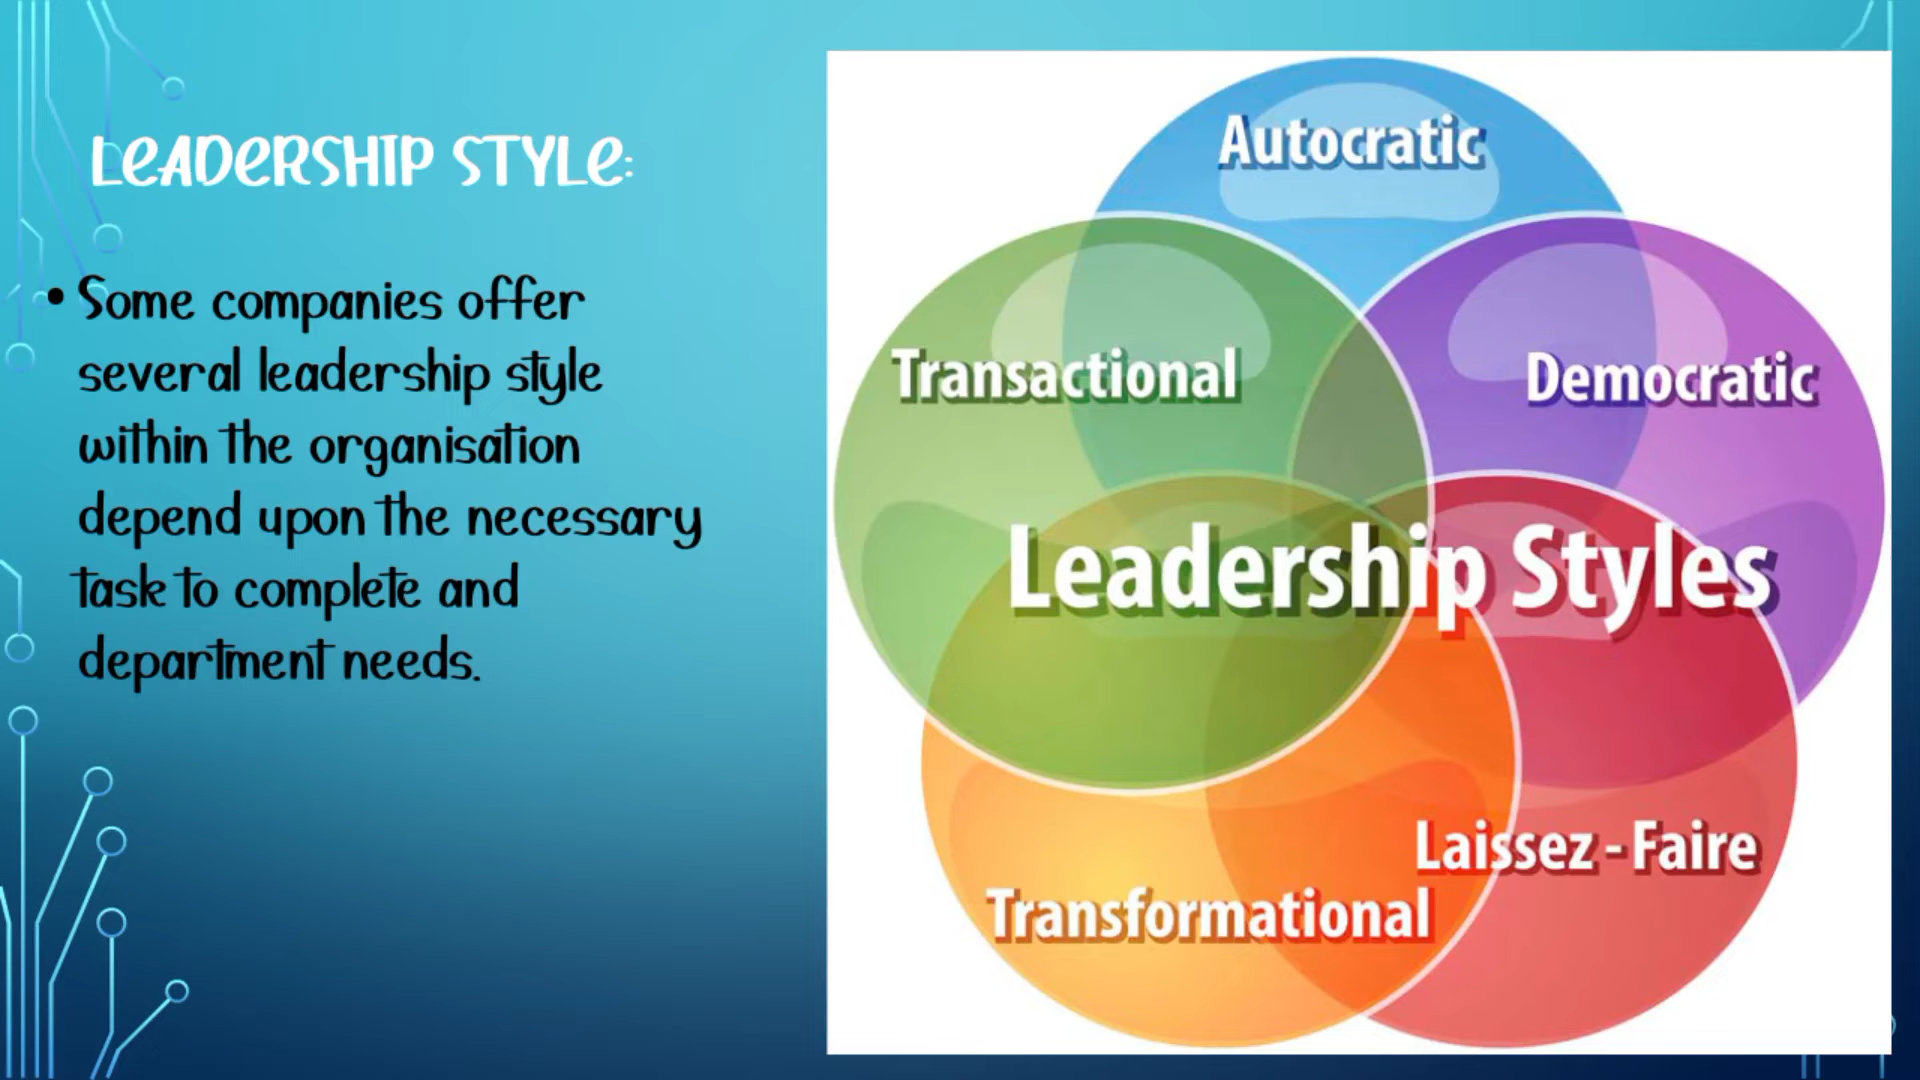 LEADERSHIP STYLE:
• Some companies offer
several leadership style
within the organisation
depend upon the necessary
task to complete and
department needs.
Autocratic
Transactional
Democratic
Leadership Styles
Laissez - Faire
Transformational